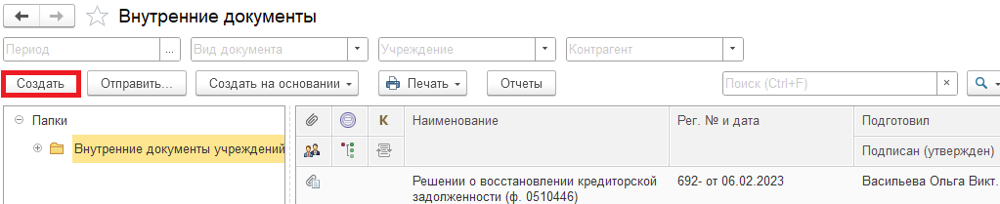 Внутренние документы
Период ... Вид документа Учреждение Контрагент
Создать Отправить... Создать на основании Печать Отчеты Поиск (Ctrl+F) ×
Папки
Внутренние документы учреждений
К Наименование Рег. № и дата Подготовил
Подписан (утвержден)
Решении о восстановлении кредиторской
задолженности (ф. 0510446)
692- от 06.02.2023 Васильева Ольга Викт.